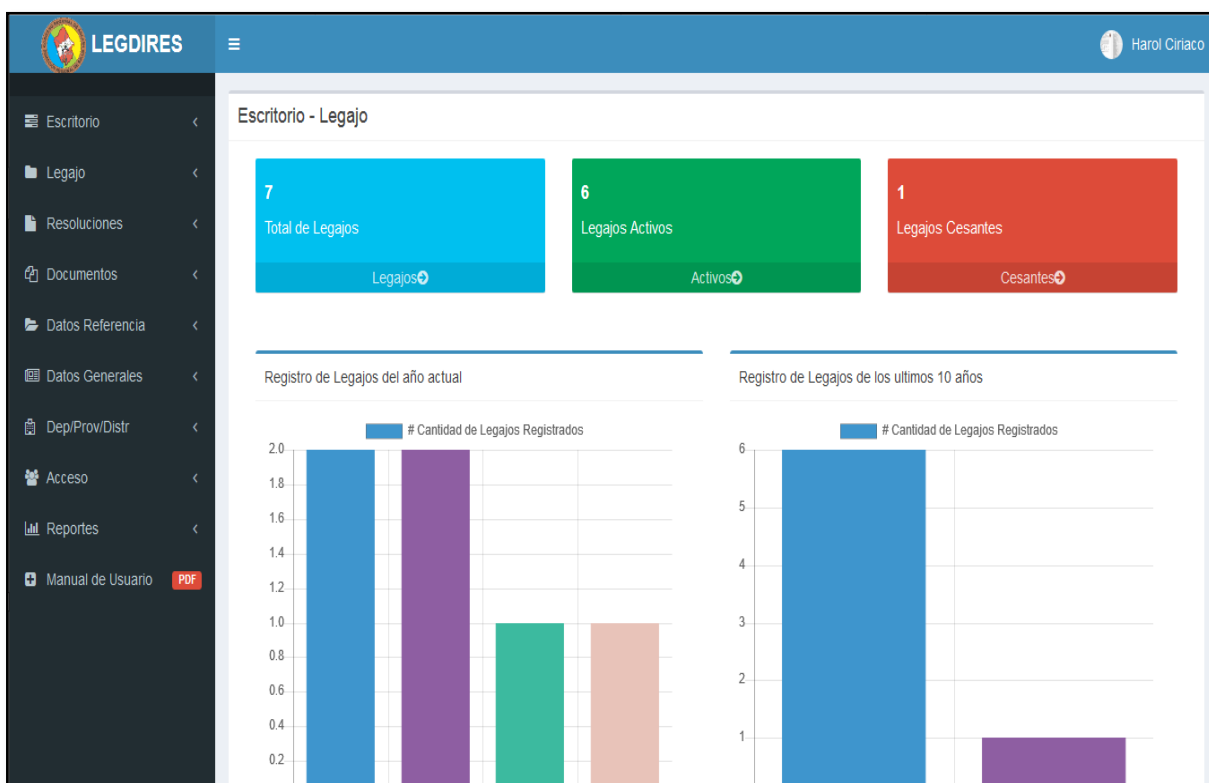 LEGDIRES
Harol Ciriaco
Escritorio
Legajo
Resoluciones
Documentos
Datos Referencia
Datos Generales
Dep/Prov/Distr
Acceso
Reportes
Manual de Usuario PDF
Escritorio - Legajo
7
Total de Legajos
Legajos
6
Legajos Activos
Activos
1
Legajos Cesantes
Cesantes
Registro de Legajos del año actual
# Cantidad de Legajos Registrados
2.0
1.8
1.6
1.4
1.2
1.0
0.8
0.6
0.4
0.2
Registro de Legajos de los ultimos 10 años
# Cantidad de Legajos Registrados
6
5
4
3
2
1